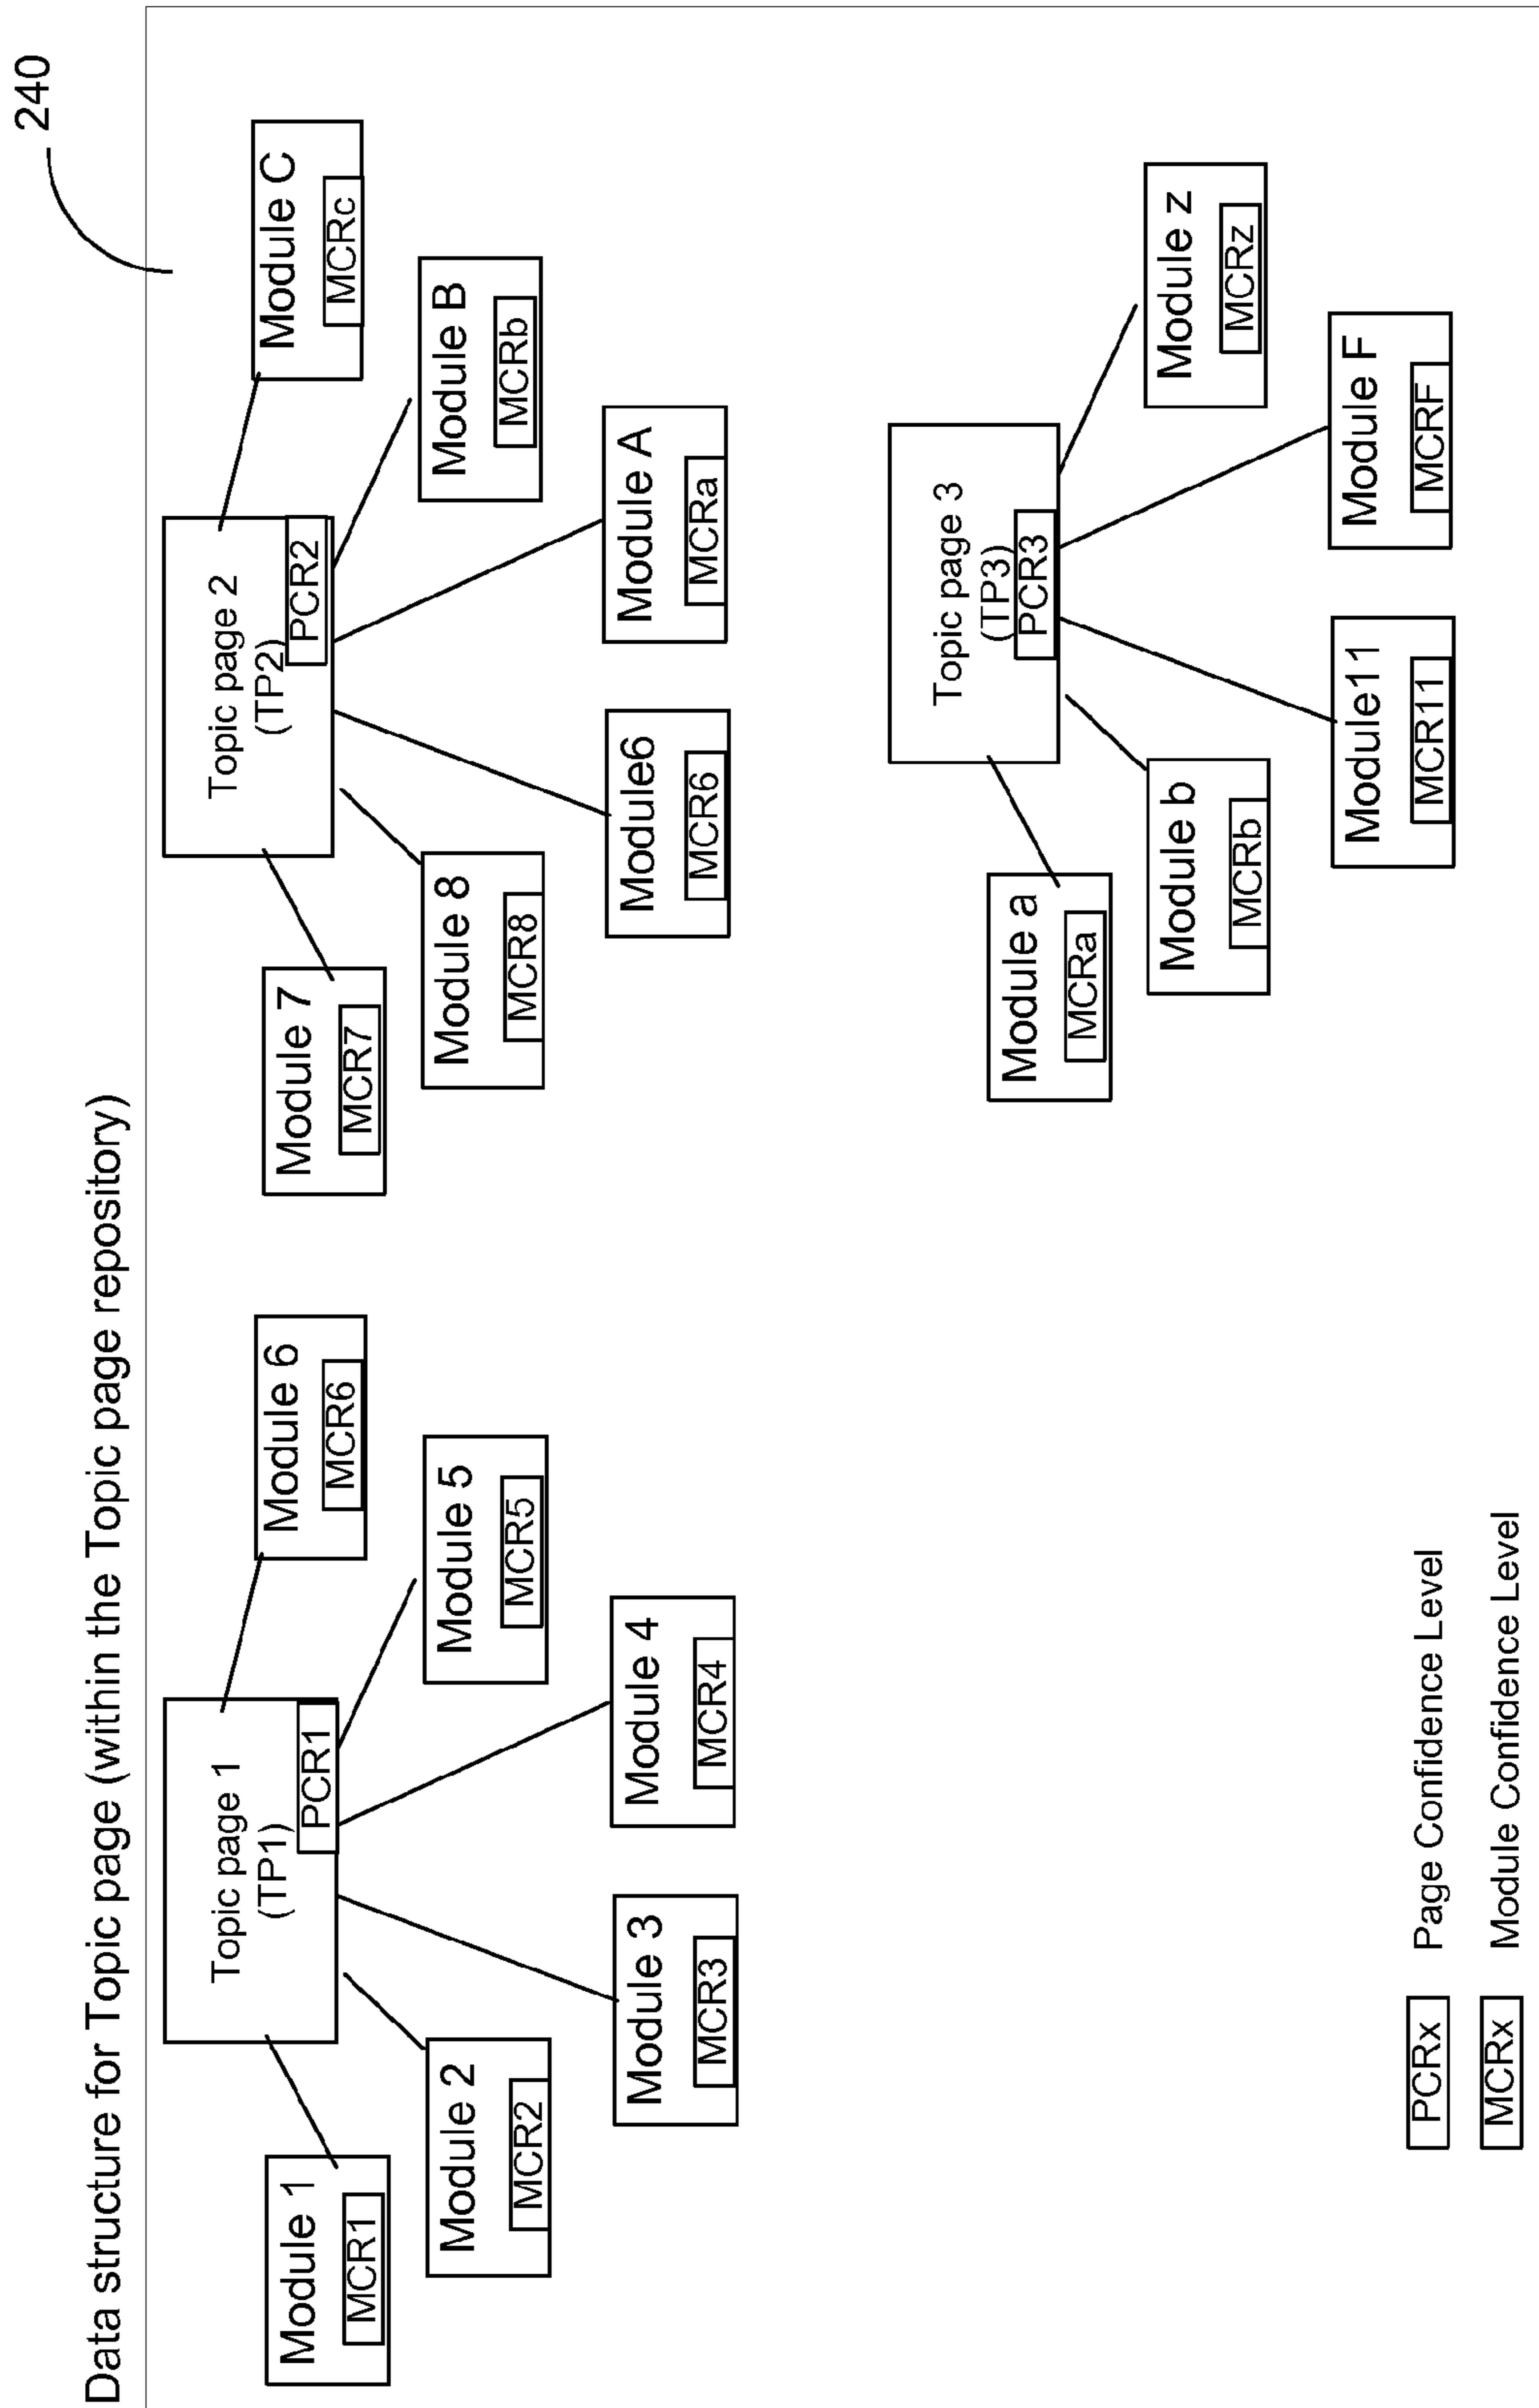 240
Data structure for Topic page (within the Topic page repository)
Topic page 1
(TP1)
PCR1
Module 1
MCR1
Module 2
MCR2
Module 3
MCR3
Module 4
MCR4
Module 5
MCR5
Module 6
MCR6
Topic page 2
(TP2)
PCR2
Module 7
MCR7
Module 8
MCR8
Module6
MCR6
Module A
MCRa
Module B
MCRb
Module C
MCRc
Topic page 3
(TP3)
PCR3
Module a
MCRa
Module b
MCRb
Module11
MCR11
Module F
MCRF
Module z
MCRz
PCRx Page Confidence Level
MCRx Module Confidence Level